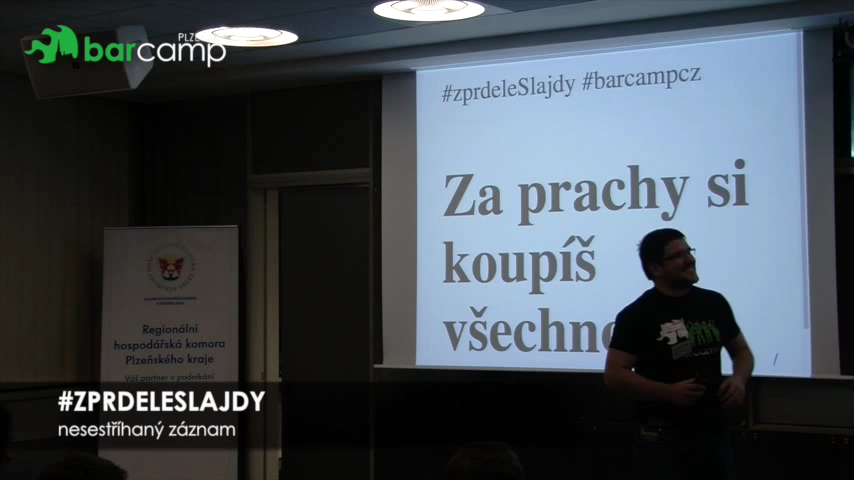 PLZE
barcamp
#zprdeleSlajdy #barcampcz
Za prachy si
koupíš
všechno
Regionální
hospodářská komora
Plzeňského kraje
Váš partner v podnikání
#ZPRDELESLAJDY
nesestříhaný záznam